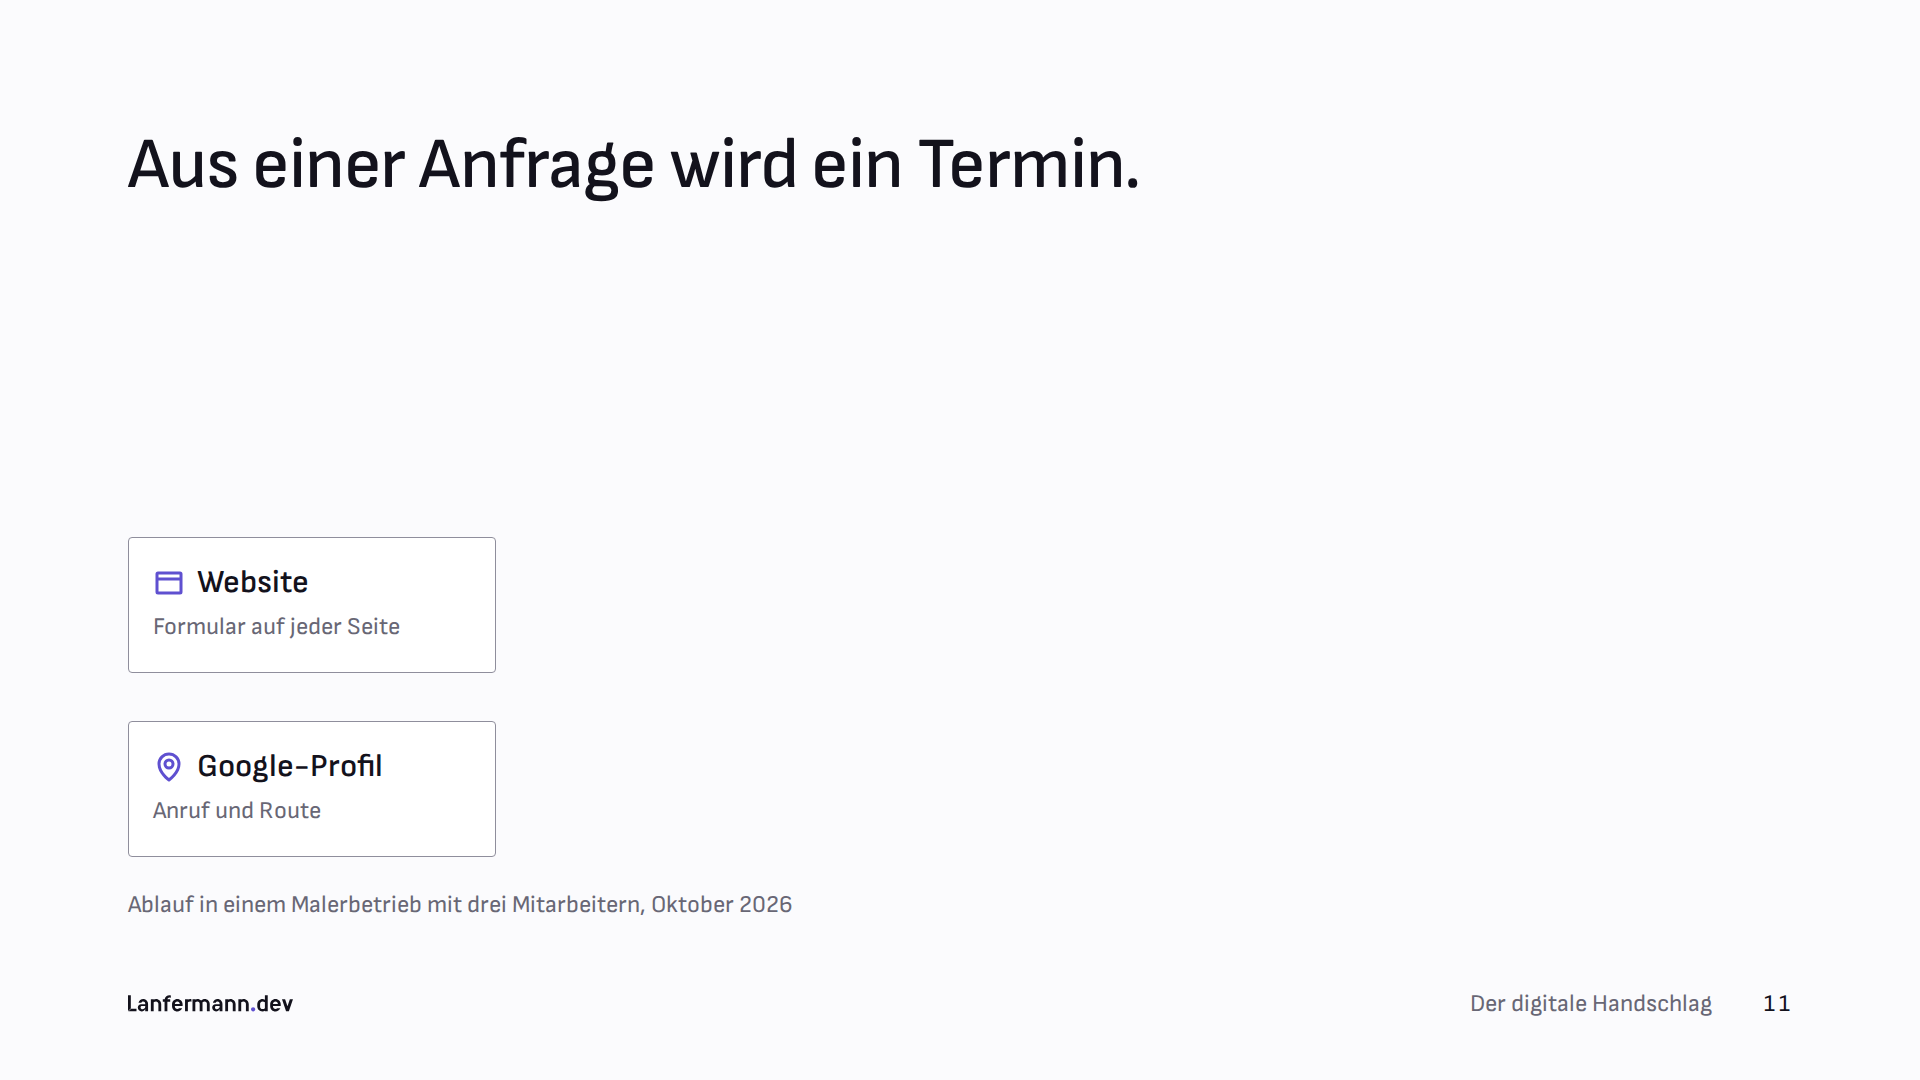 Aus einer Anfrage wird ein Termin.
Website
Formular auf jeder Seite
Google-Profil
Anruf und Route
Ablauf in einem Malerbetrieb mit drei Mitarbeitern, Oktober 2026
Lanfermann.dev
Der digitale Handschlag
11